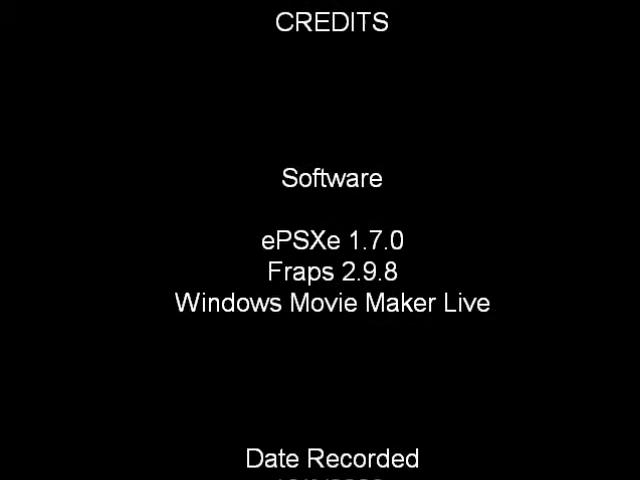 CREDITS
Software
ePSXe 1.7.0
Fraps 2.9.8
Windows Movie Maker Live
Date Recorded